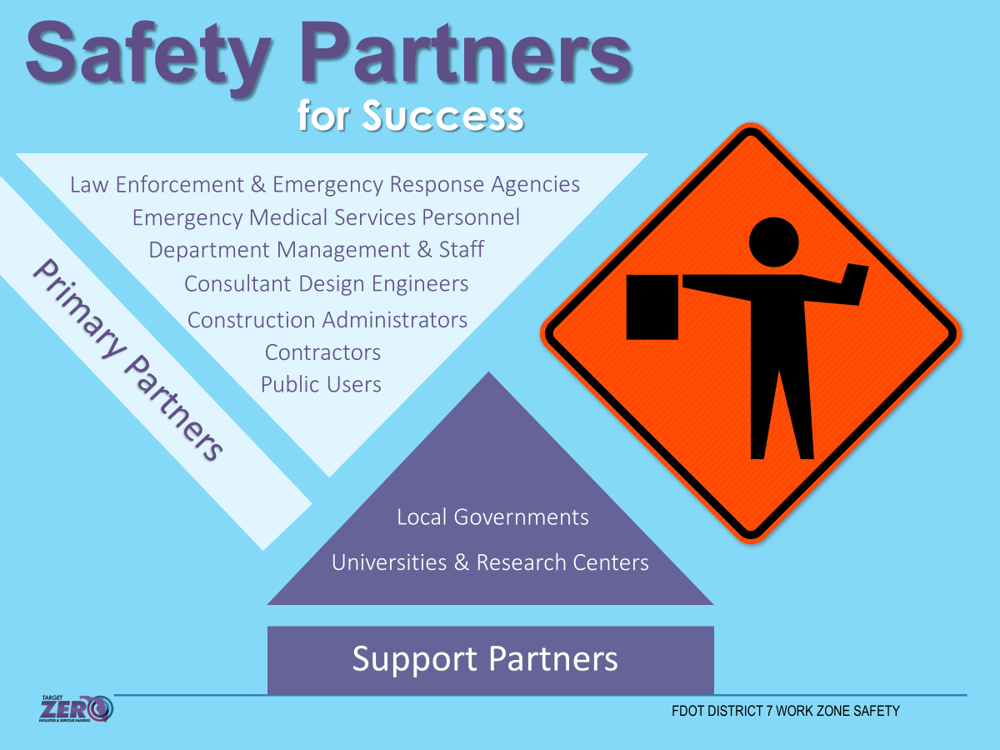 Safety Partners
for Success
Law Enforcement & Emergency Response Agencies
Emergency Medical Services Personnel
Department Management & Staff
Consultant Design Engineers
Construction Administrators
Contractors
Public Users
Primary Partners
Local Governments
Universities & Research Centers
Support Partners
TARGET
ZERO
FATALITIES & SERIOUS INJURIES
FDOT DISTRICT 7 WORK ZONE SAFETY